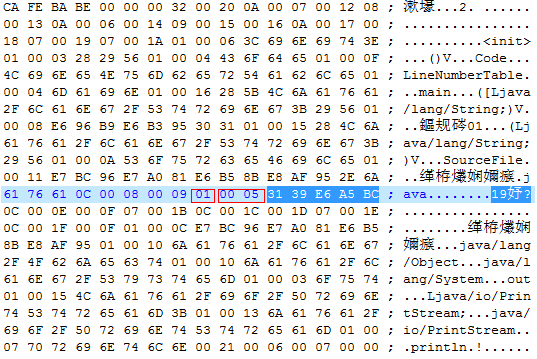 CA FE BA BE 00 00 00 32 00 20 0A 00 07 00 12 08 ; 漱壕...2. ......
00 13 0A 00 06 00 14 09 00 15 00 16 0A 00 17 00 ; ................
18 07 00 19 07 00 1A 01 00 06 3C 69 6E 69 74 3E ; ..........<init>
01 00 03 28 29 56 01 00 04 43 6F 64 65 01 00 0F ; ...()V...Code...
4C 69 6E 65 4E 75 6D 62 65 72 54 61 62 6C 65 01 ; LineNumberTable.
00 04 6D 61 69 6E 01 00 16 28 5B 4C 6A 61 76 61 ; ..main...([Ljava
2F 6C 61 6E 67 2F 53 74 72 69 6E 67 3B 29 56 01 ; /lang/String;)V.
00 08 E6 96 B9 E6 B3 95 30 31 01 00 15 28 4C 6A ; ..鏂规硶01...(Lj
61 76 61 2F 6C 61 6E 67 2F 53 74 72 69 6E 67 3B ; ava/lang/String;
29 56 01 00 0A 53 6F 75 72 63 65 46 69 6C 65 01 ; )V...SourceFile.
00 11 E7 BC 96 E7 A0 81 E6 B5 8B E8 AF 95 2E 6A ; ..缂栫爜娴嬭瘯.j
61 76 61 0C 00 08 00 09 01 00 05 31 39 E6 A5 BC ; ava........19妤?
0C 00 0E 00 0F 07 00 1B 0C 00 1C 00 1D 07 00 1E ; ................
0C 00 1F 00 0F 01 00 0C E7 BC 96 E7 A0 81 E6 B5 ; ........缂栫爜娴
8B E8 AF 95 01 00 10 6A 61 76 61 2F 6C 61 6E 67 ; 嬭瘯...java/lang
2F 4F 62 6A 65 63 74 01 00 10 6A 61 76 61 2F 6C ; /Object...java/l
61 6E 67 2F 53 79 73 74 65 6D 01 00 03 6F 75 74 ; ang/System...out
01 00 15 4C 6A 61 76 61 2F 69 6F 2F 50 72 69 6E ; ...Ljava/io/Prin
74 53 74 72 65 61 6D 3B 01 00 13 6A 61 76 61 2F ; tStream;...java/
69 6F 2F 50 72 69 6E 74 53 74 72 65 61 6D 01 00 ; io/PrintStream..
07 70 72 69 6E 74 6C 6E 00 21 00 06 00 07 00 00 ; .println.!......